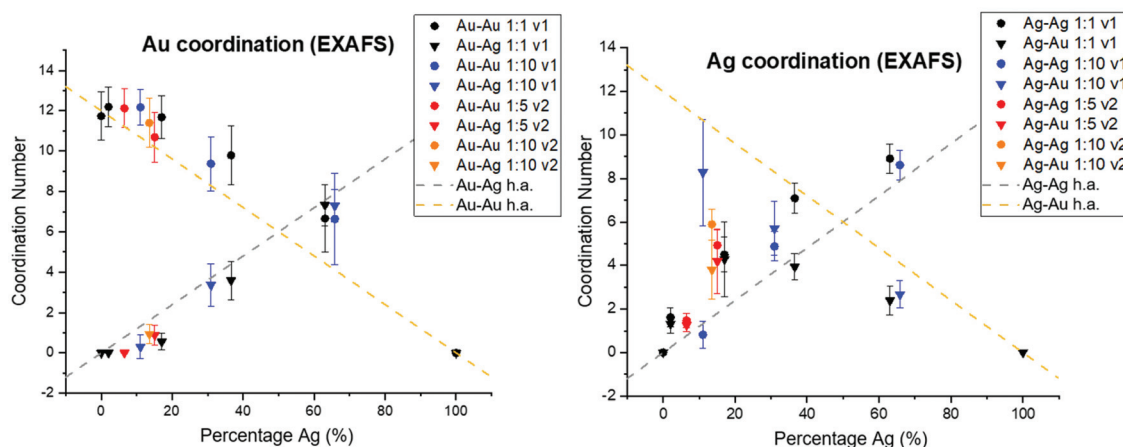 Au coordination (EXAFS)
Coordination Number
14
12
10
8
6
4
2
0
-2
0
20
40
60
80
100
Percentage Ag (%)
Au-Au 1:1 v1
Au-Ag 1:1 v1
Au-Au 1:10 v1
Au-Ag 1:10 v1
Au-Au 1:5 v2
Au-Ag 1:5 v2
Au-Au 1:10 v2
Au-Ag 1:10 v2
Au-Ag h.a.
Au-Au h.a.
Ag coordination (EXAFS)
Coordination Number
14
12
10
8
6
4
2
0
-2
0
20
40
60
80
100
Percentage Ag (%)
Ag-Ag 1:1 v1
Ag-Au 1:1 v1
Ag-Ag 1:10 v1
Ag-Au 1:10 v1
Ag-Ag 1:5 v2
Ag-Au 1:5 v2
Ag-Ag 1:10 v2
Ag-Au 1:10 v2
Ag-Ag h.a.
Ag-Au h.a.